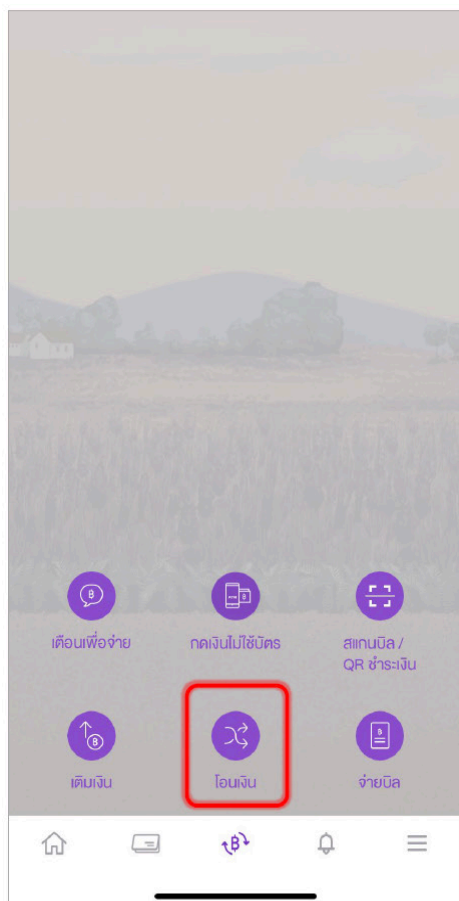 เตือนเพื่อจ่าย
กดเงินไม่ใช้บัตร
สแกนบิล /
QR ชำระเงิน
เติมเงิน
โอนเงิน
จ่ายบิล